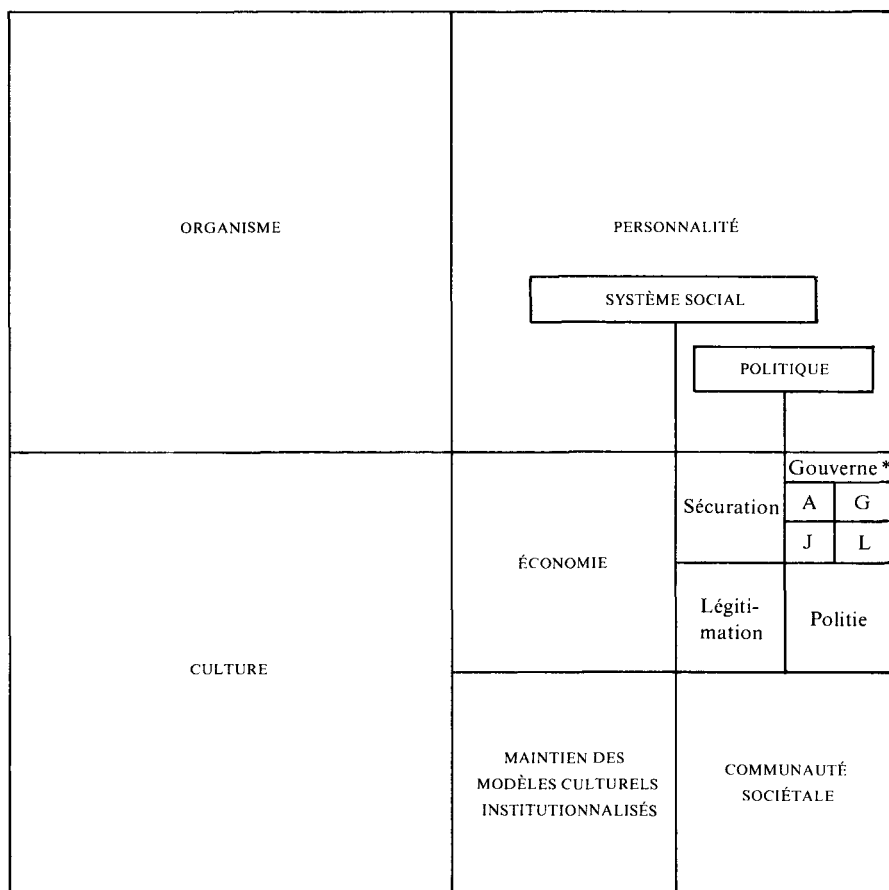 ORGANISME
PERSONNALITÉ
SYSTÈME SOCIAL
POLITIQUE
Gouverne *
Sécuration
A G
J L
ÉCONOMIE
Légiti-
mation
Politie
CULTURE
MAINTIEN DES
MODÈLES CULTURELS
INSTITUTIONNALISÉS
COMMUNAUTÉ
SOCIÉTALE